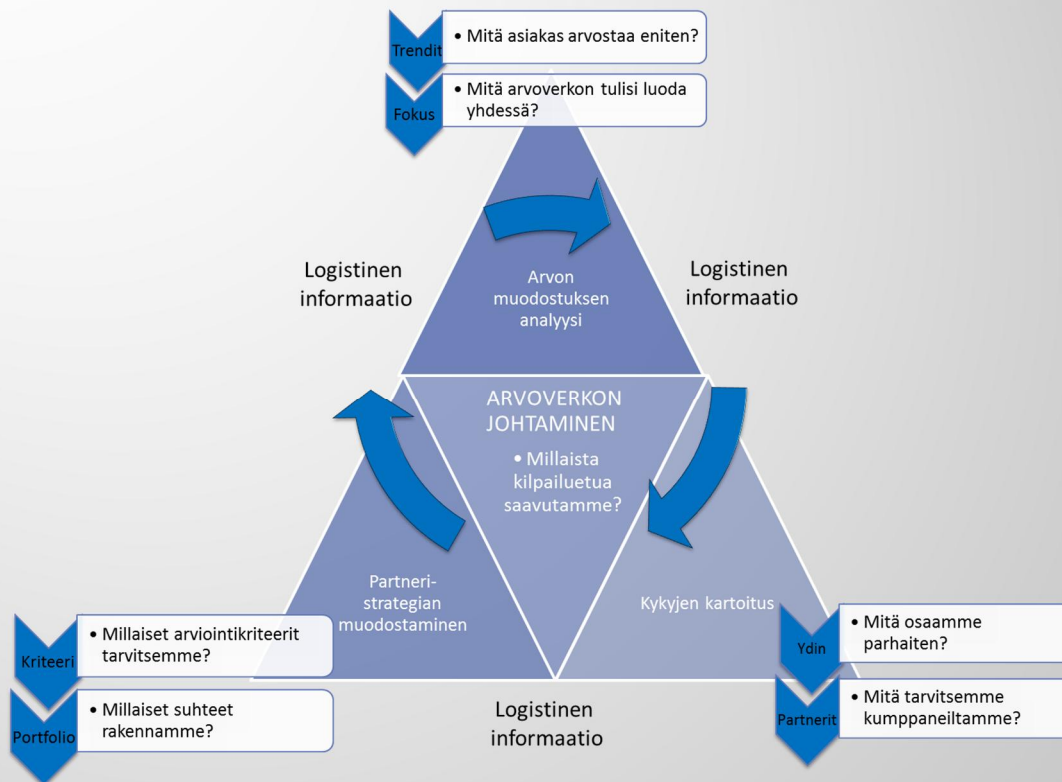 Trendit
• Mitä asiakas arvostaa eniten?
Fokus
• Mitä arvoverkon tulisi luoda
yhdessä?
Logistinen
informaatio
Logistinen
informaatio
Arvon
muodostuksen
analyysi
ARVOVERKON
JOHTAMINEN
• Millaista
kilpailuetua
saavutamme?
Partneri-
strategian
muodostaminen
Kykyjen kartoitus
Kriteeri
• Millaiset arviointikriteerit
tarvitsemme?
Portfolio
• Millaiset suhteet
rakennamme?
Ydin
• Mitä osaamme
parhaiten?
Partnerit
• Mitä tarvitsemme
kumppaneiltamme?
Logistinen
informaatio